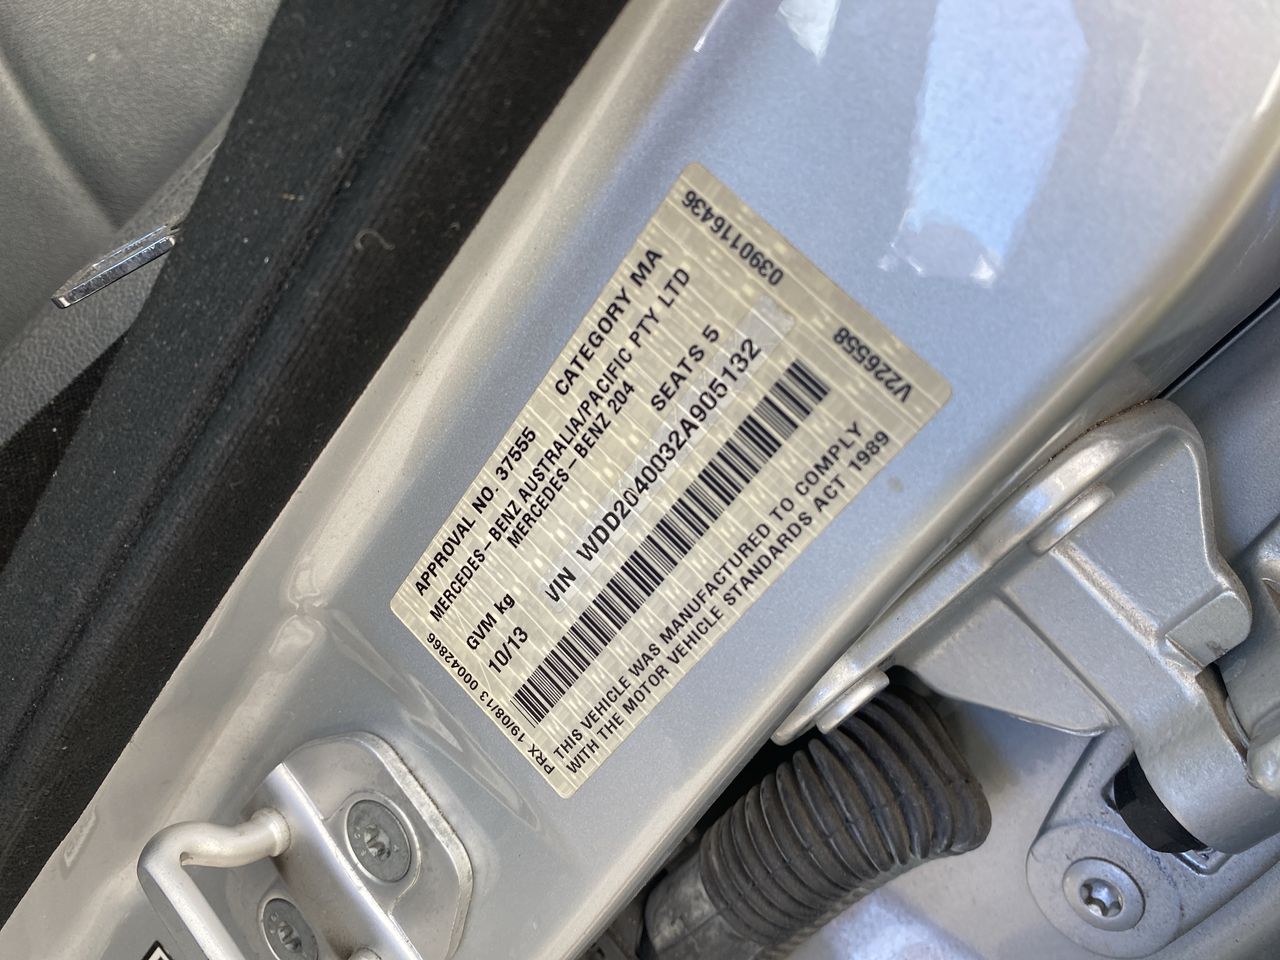 APPROVAL NO. 37555 CATEGORY MA
MERCEDES-BENZ AUSTRALIA/PACIFIC PTY LTD
MERCEDES-BENZ 204
GVM kg SEATS 5
10/13 VIN WDD2040032A905132
THIS VEHICLE WAS MANUFACTURED TO COMPLY
WITH THE MOTOR VEHICLE STANDARDS ACT 1989
PRX 19/08/13 00042866
0390116436 V226558